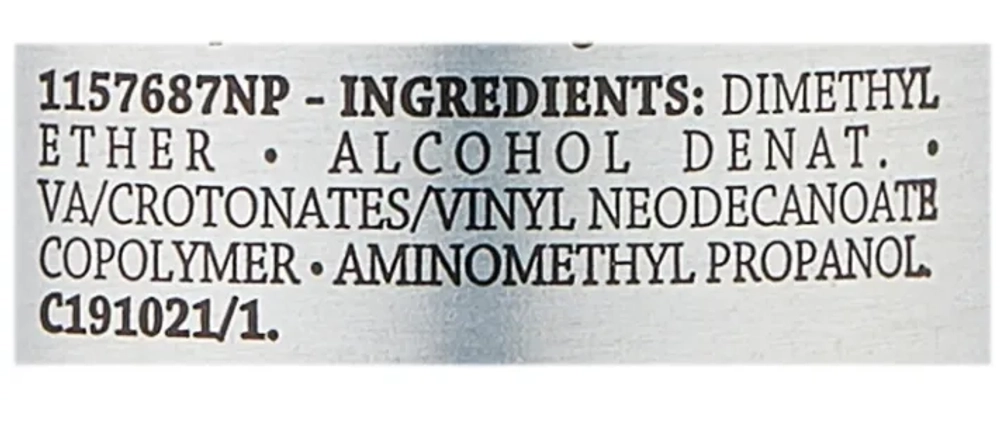 1157687NP - INGREDIENTS: DIMETHYL
ETHER • ALCOHOL DENAT. •
VA/CROTONATES/VINYL NEODECANOATE
COPOLYMER • AMINOMETHYL PROPANOL.
C191021/1.